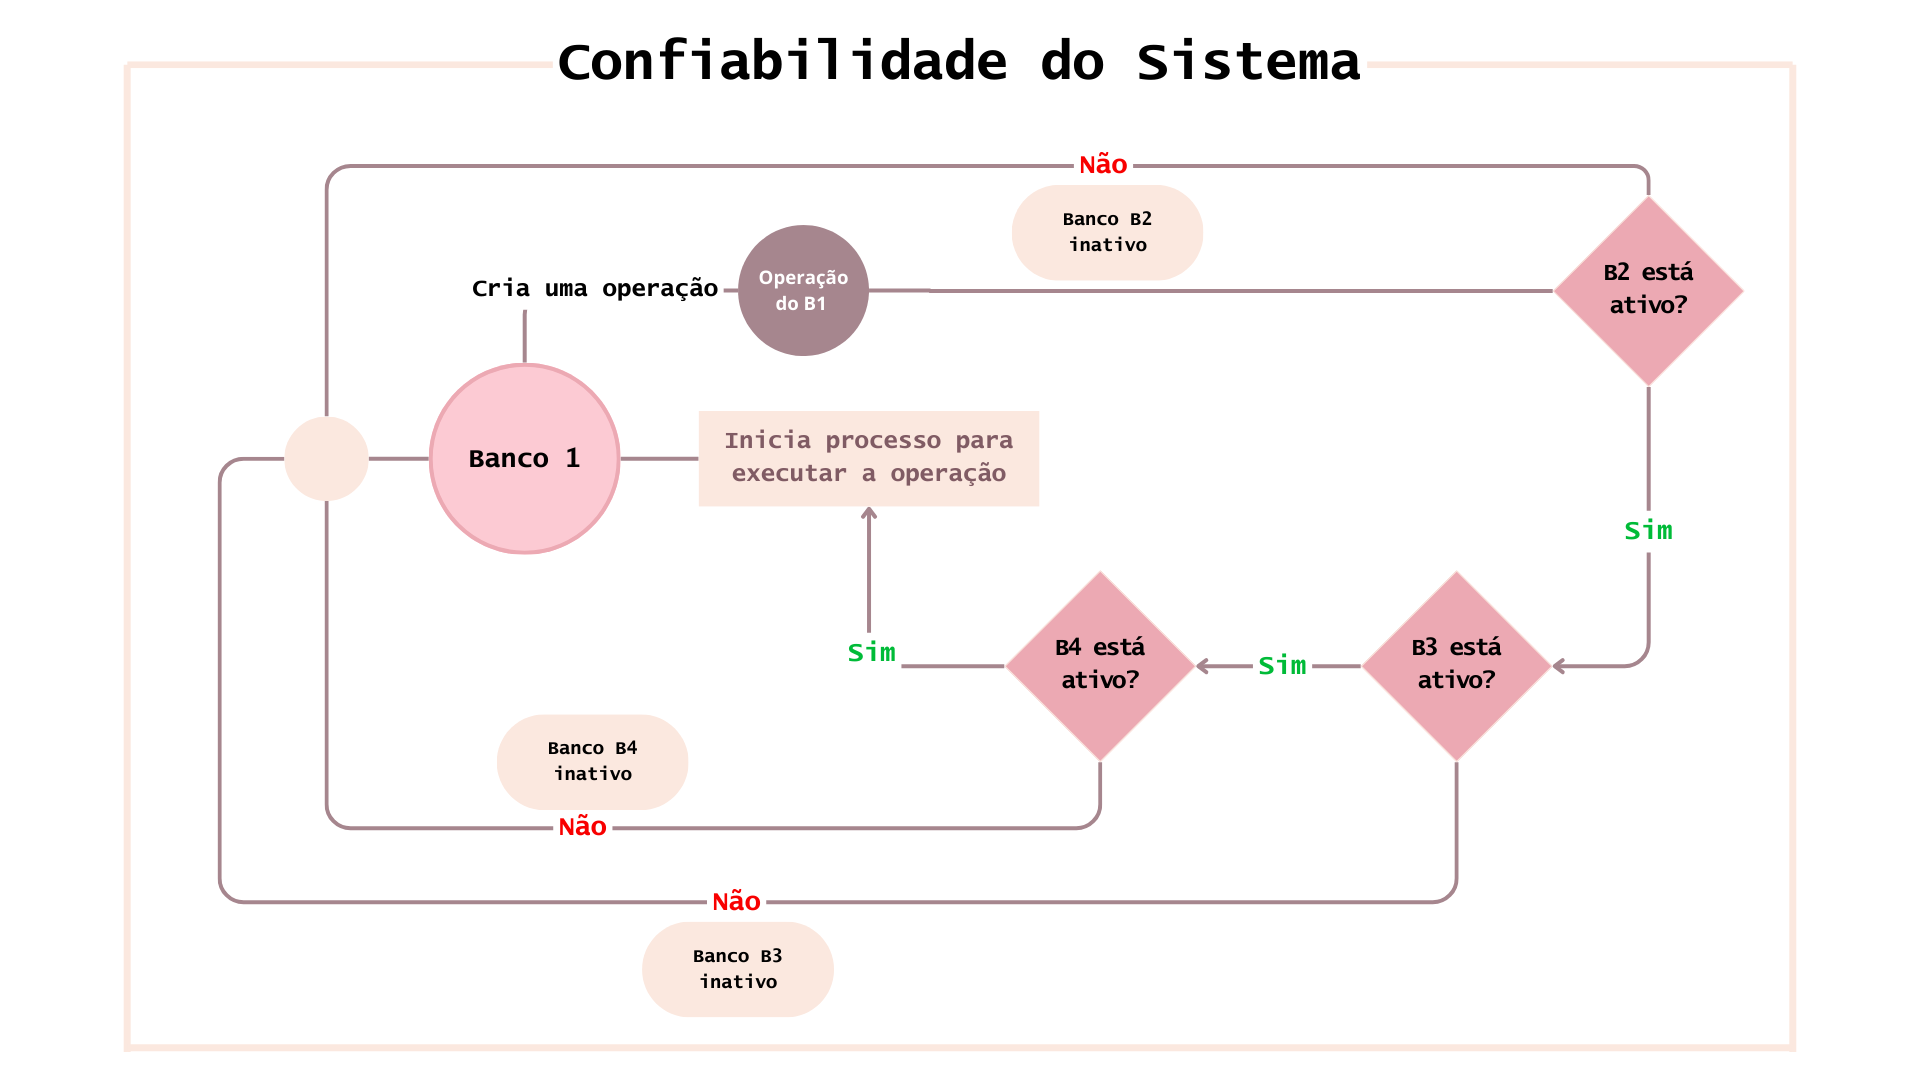 Confiabilidade do Sistema
Não
Banco B2
inativo
Cria uma operação
Operação
do B1
B2 está
ativo?
Banco 1
Inicia processo para
executar a operação
Sim
Sim
B4 está
ativo?
Sim
B3 está
ativo?
Banco B4
inativo
Não
Não
Banco B3
inativo